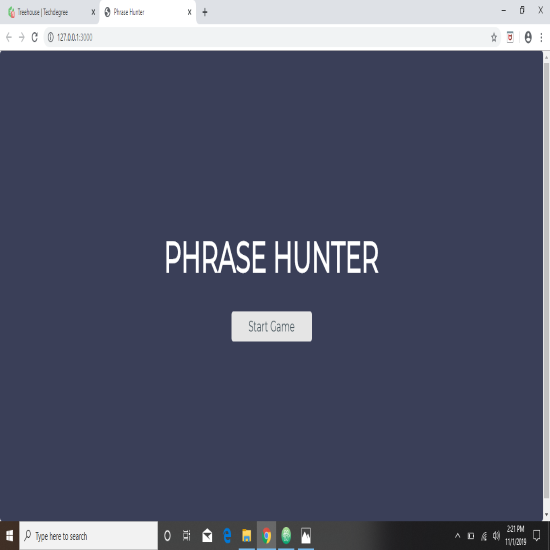 Treehouse | Techdegree
Phrase Hunter
127.0.0.1:3000
PHRASE HUNTER
Start Game
Type here to search
2:21 PM
11/1/2019